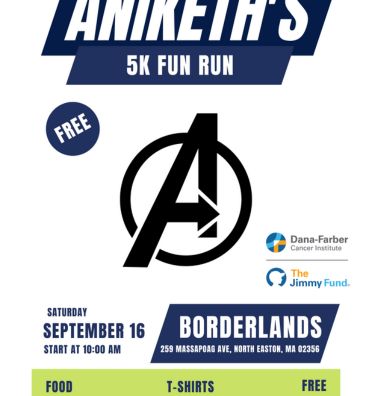 ANIKETH'S
5K FUN RUN
FREE
Dana-Farber
Cancer Institute
The
Jimmy Fund.
SATURDAY
SEPTEMBER 16
START AT 10:00 AM
BORDERLANDS
259 MASSAPOAG AVE, NORTH EASTON, MA 02356
FOOD
T-SHIRTS
FREE